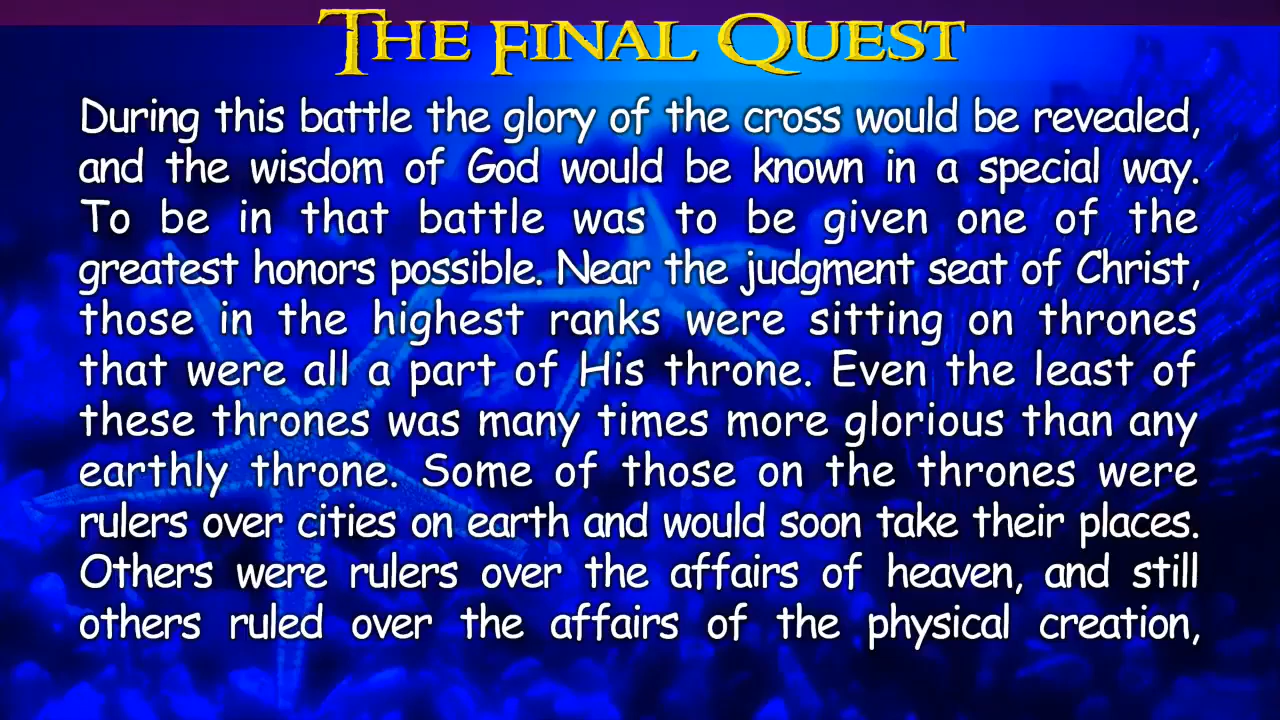 The Final Quest
During this battle the glory of the cross would be revealed,
and the wisdom of God would be known in a special way.
To be in that battle was to be given one of the
greatest honors possible. Near the judgment seat of Christ,
those in the highest ranks were sitting on thrones
that were all a part of His throne. Even the least of
these thrones was many times more glorious than any
earthly throne. Some of those on the thrones were
rulers over cities on earth and would soon take their places.
Others were rulers over the affairs of heaven, and still
others ruled over the affairs of the physical creation,